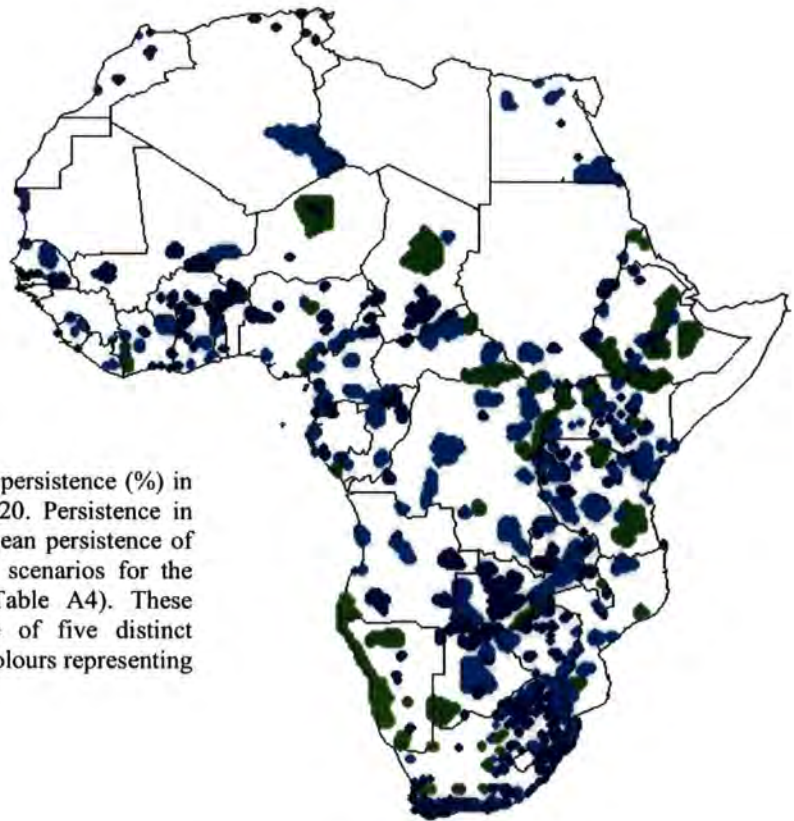 persistence (%) in
20. Persistence in
ean persistence of
scenarios for the
Table A4). These
of five distinct
olours representing